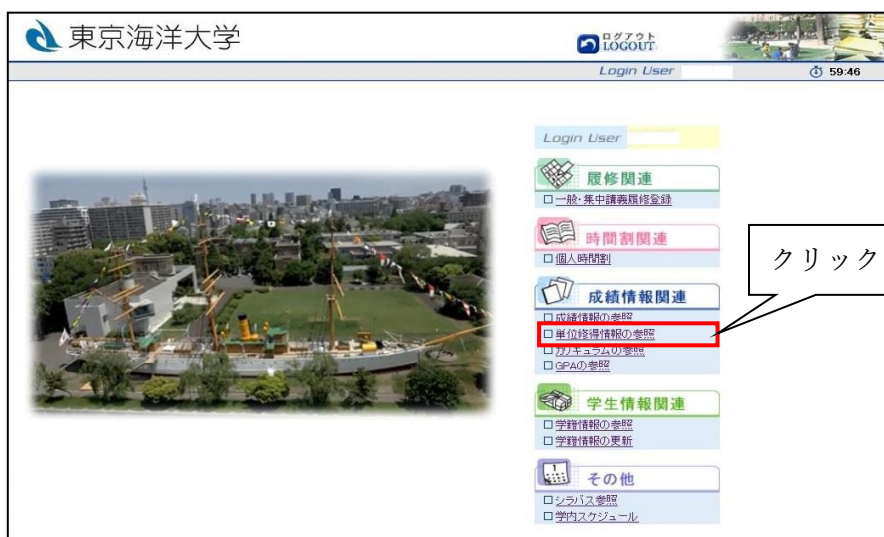 東京海洋大学
ログアウト
LOGOUT
Login User
59:46
Login User
履修関連
一般・集中講義履修登録
時間割関連
個人時間割
クリック
成績情報関連
成績情報の参照
単位修得情報の参照
カリキュラムの参照
GPAの参照
学生情報関連
学籍情報の参照
学籍情報の更新
その他
シラバス参照
学内スケジュール